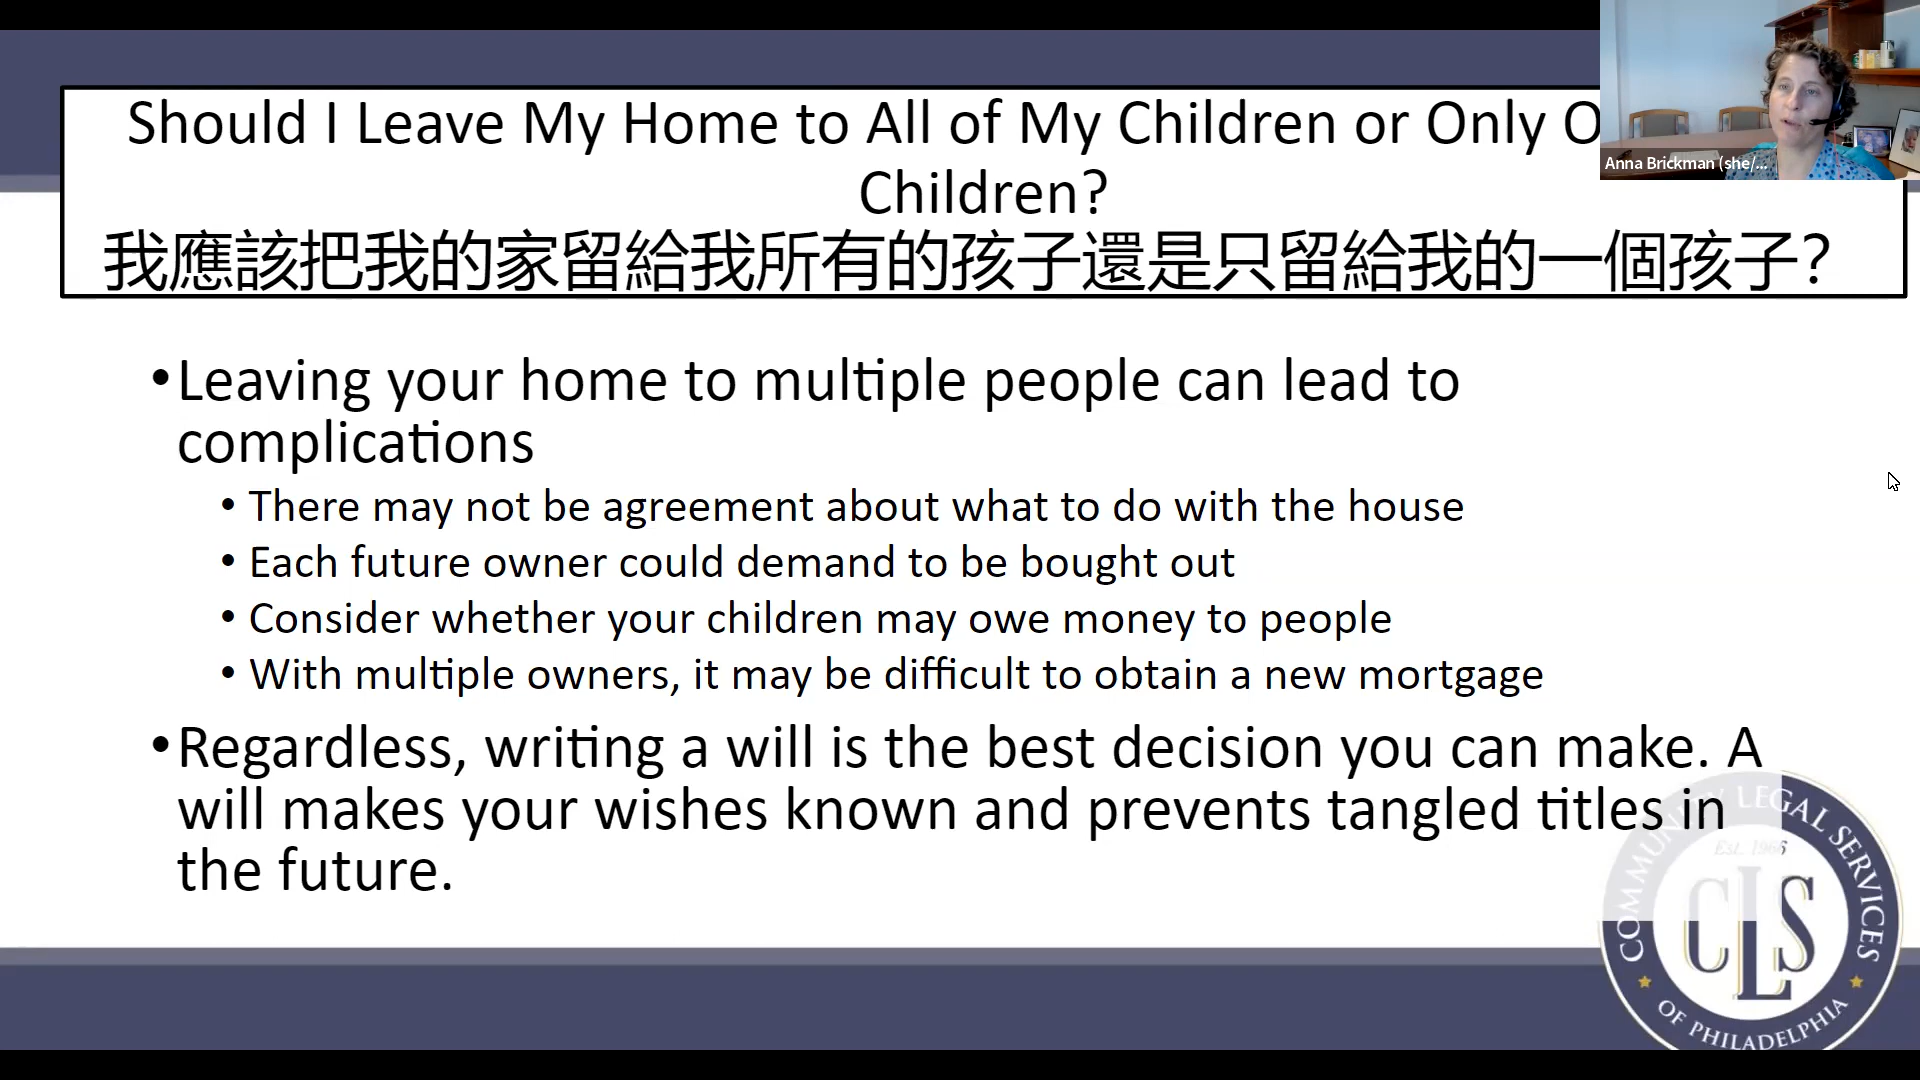 Should I Leave My Home to All of My Children or Only O
Children?
我應該把我的家留給我所有的孩子還是只留給我的一個孩子?
Anna Brickman (she/...
•Leaving your home to multiple people can lead to
complications
• There may not be agreement about what to do with the house
• Each future owner could demand to be bought out
• Consider whether your children may owe money to people
• With multiple owners, it may be difficult to obtain a new mortgage
•Regardless, writing a will is the best decision you can make. A
will makes your wishes known and prevents tangled titles in
the future.
COMMUNITY LEGAL SERVICES
Est. 1966
CLS
OF PHILADELPHIA